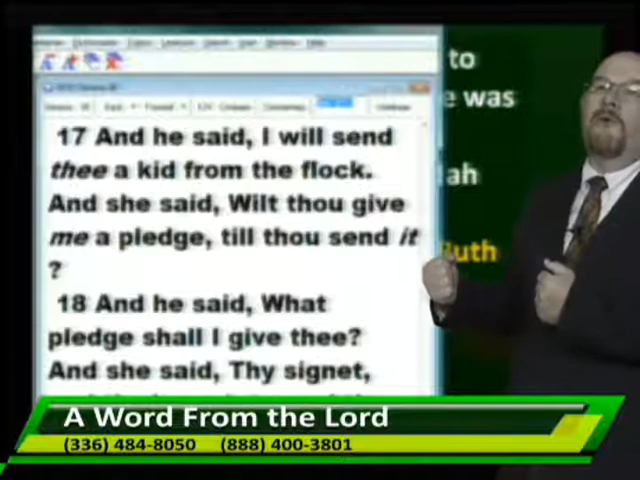 to
e was
lah
Ruth
17 And he said, I will send
thee a kid from the flock.
And she said, Wilt thou give
me a pledge, till thou send it
?
18 And he said, What
pledge shall I give thee?
And she said, Thy signet,
A Word From the Lord
(336) 484-8050 (888) 400-3801